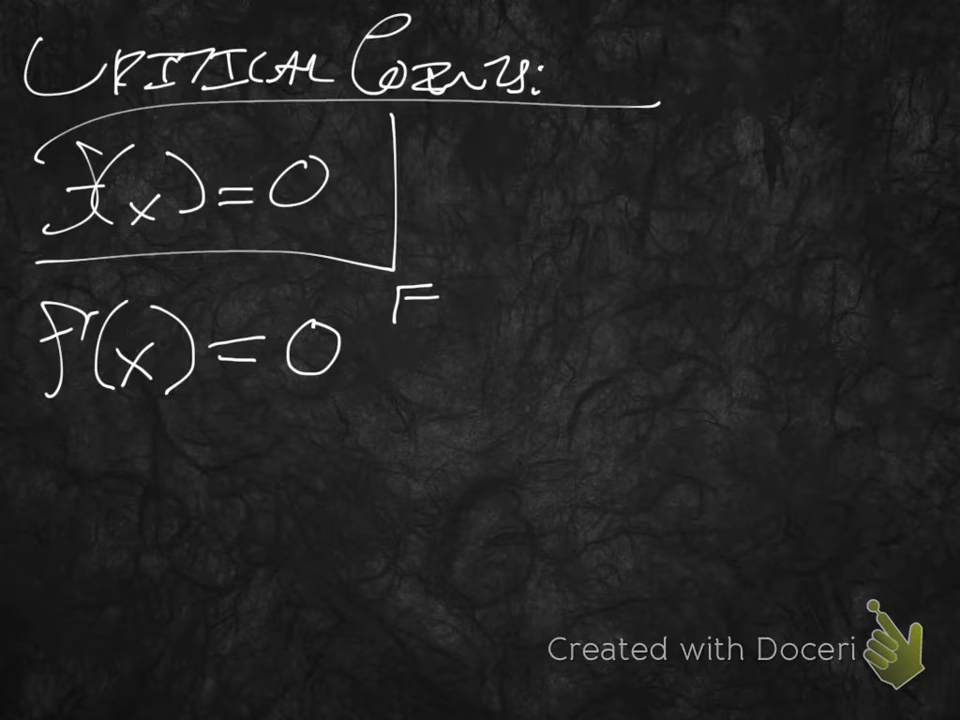 CRITICAL POINTS:
f(x) = 0
F
f'(x) = 0
Created with Doceri